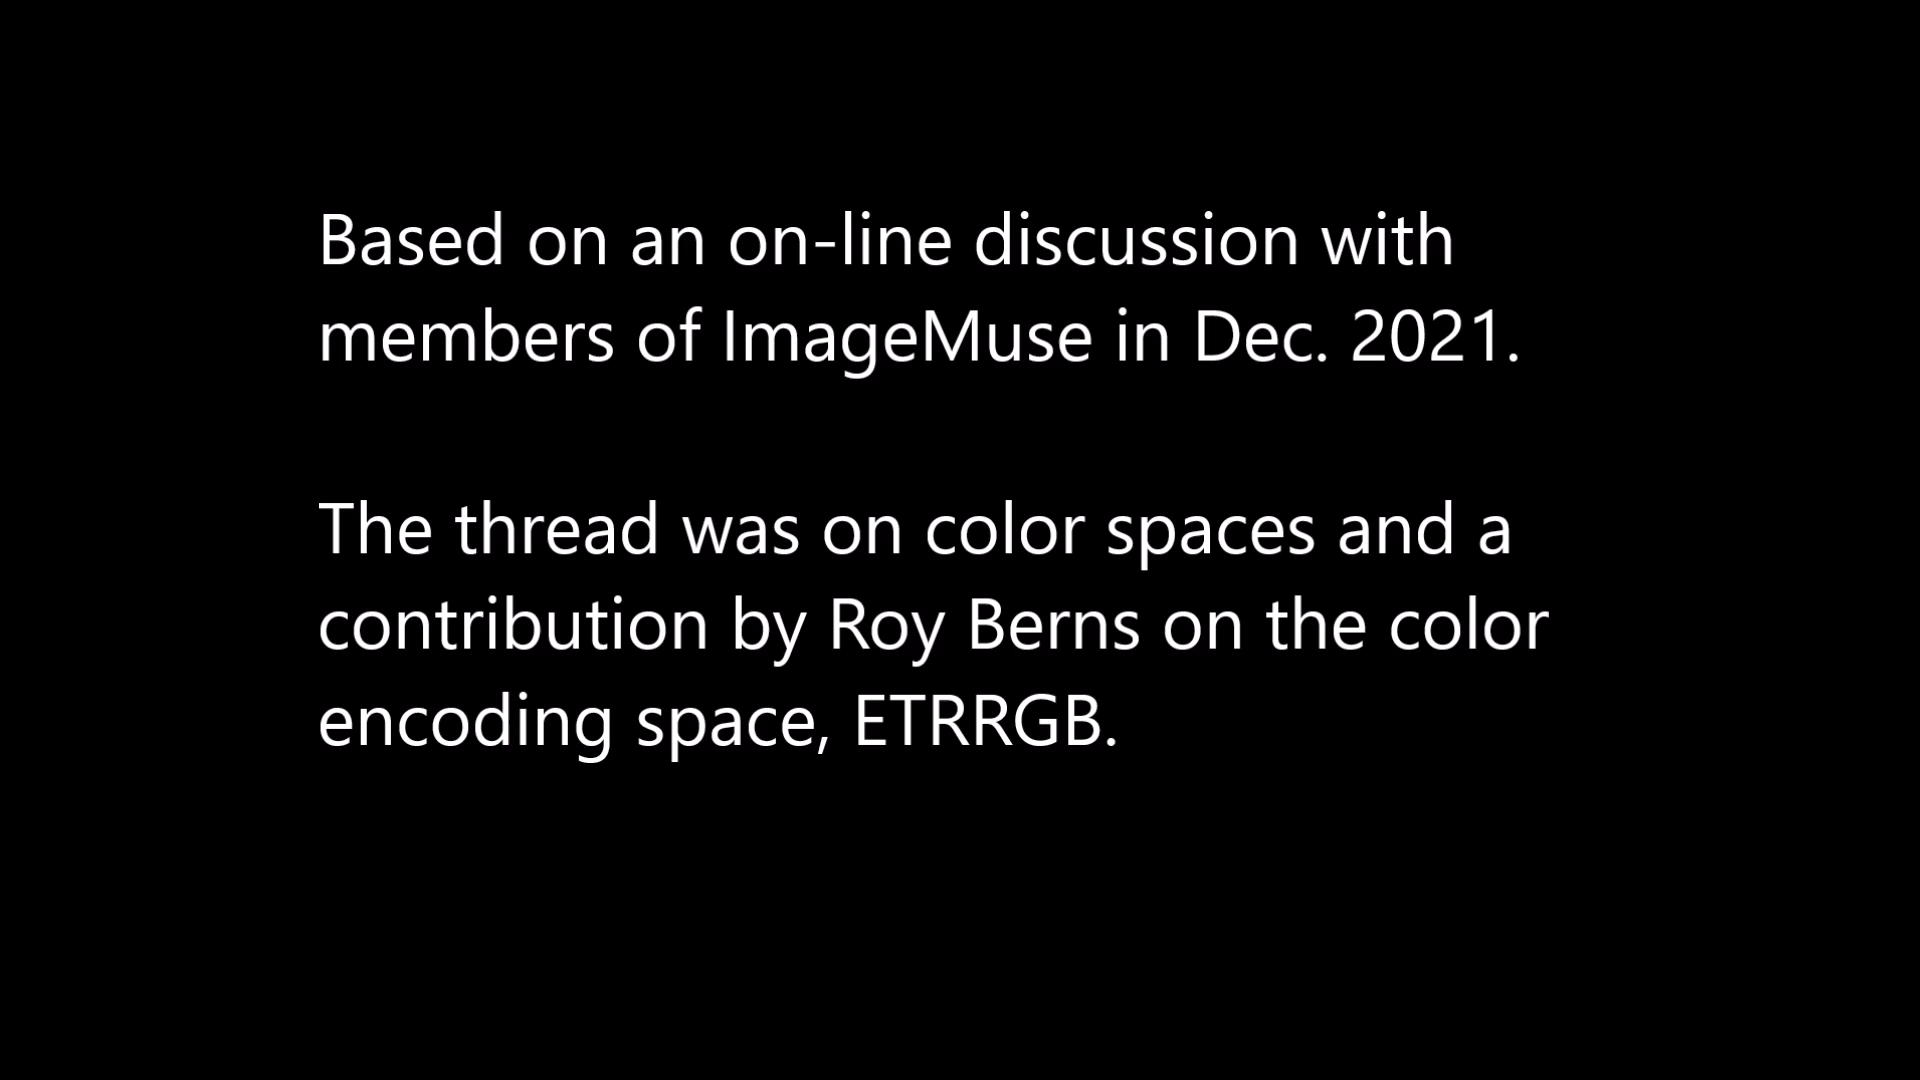 Based on an on-line discussion with
members of ImageMuse in Dec. 2021.
The thread was on color spaces and a
contribution by Roy Berns on the color
encoding space, ETRRGB.